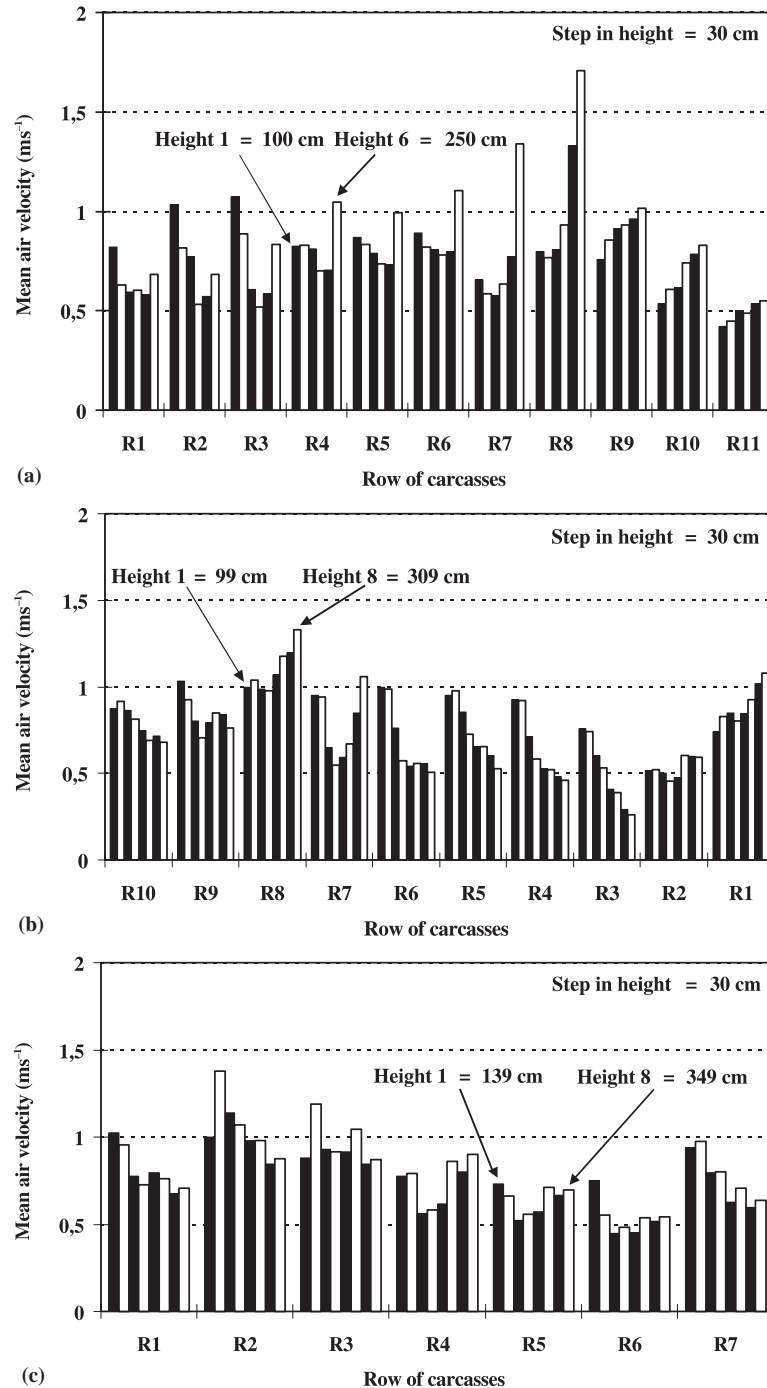 2
Step in height = 30 cm
1,5
Height 1 = 100 cm Height 6 = 250 cm
1
0,5
0
Mean air velocity (ms⁻¹)
R1 R2 R3 R4 R5 R6 R7 R8 R9 R10 R11
(a)
Row of carcasses
2
Step in height = 30 cm
Height 1 = 99 cm Height 8 = 309 cm
1,5
1
0,5
0
Mean air velocity (ms⁻¹)
R10 R9 R8 R7 R6 R5 R4 R3 R2 R1
(b)
Row of carcasses
2
Step in height = 30 cm
1,5
Height 1 = 139 cm Height 8 = 349 cm
1
0,5
0
Mean air velocity (ms⁻¹)
R1 R2 R3 R4 R5 R6 R7
(c)
Row of carcasses